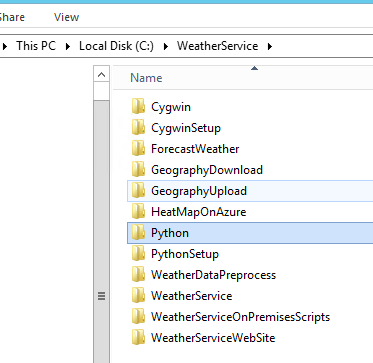 Share View
This PC Local Disk (C:) WeatherService
Name
Cygwin
CygwinSetup
ForecastWeather
GeographyDownload
GeographyUpload
HeatMapOnAzure
Python
PythonSetup
WeatherDataPreprocess
WeatherService
WeatherServiceOnPremisesScripts
WeatherServiceWebSite